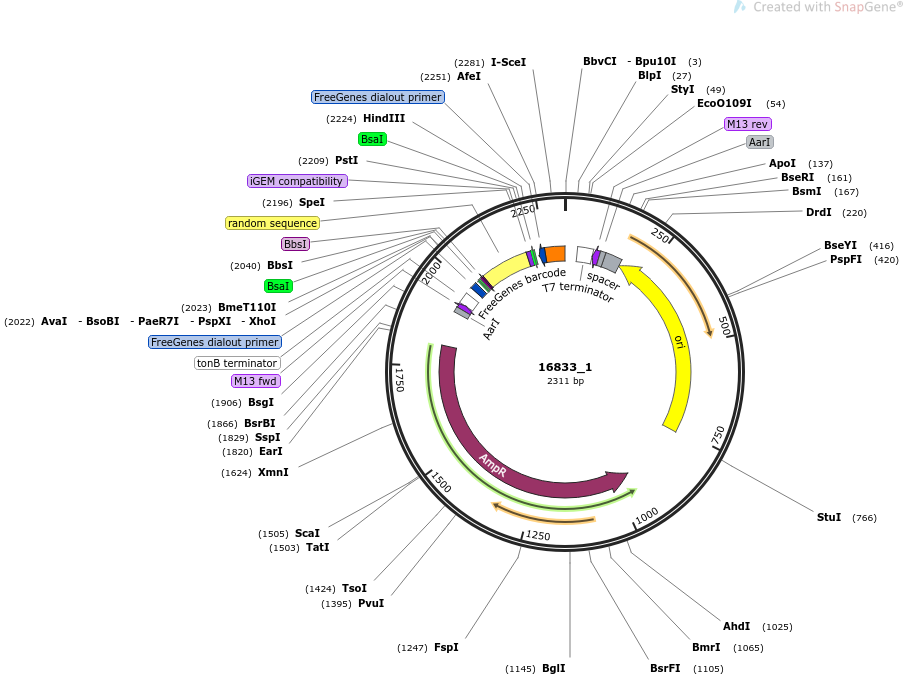 Created with SnapGene®
(2281) I-SceI
(2251) AfeI
FreeGenes dialout primer
(2224) HindIII
BsaI
(2209) PstI
iGEM compatibility
(2196) SpeI
random sequence
BbsI
(2040) BbsI
BsaI
(2023) BmeT110I
(2022) AvaI - BsoBI - PaeR7I - PspXI - XhoI
FreeGenes dialout primer
tonB terminator
M13 fwd
(1906) BsgI
(1866) BsrBI
(1829) SspI
(1820) EarI
(1624) XmnI
(1505) ScaI
(1503) TatI
(1424) TsoI
(1395) PvuI
(1247) FspI
(1145) BglI
BbvCI - Bpu10I (3)
BlpI (27)
StyI (49)
EcoO109I (54)
M13 rev
AarI
ApoI (137)
BseRI (161)
BsmI (167)
DrdI (220)
BseYI (416)
PspFI (420)
StuI (766)
AhdI (1025)
BmrI (1065)
BsrFI (1105)
250
500
750
1000
1250
1500
1750
2000
2250
FreeGenes barcode
T7 terminator
spacer
AarI
ori
AmpR
16833_1
2311 bp